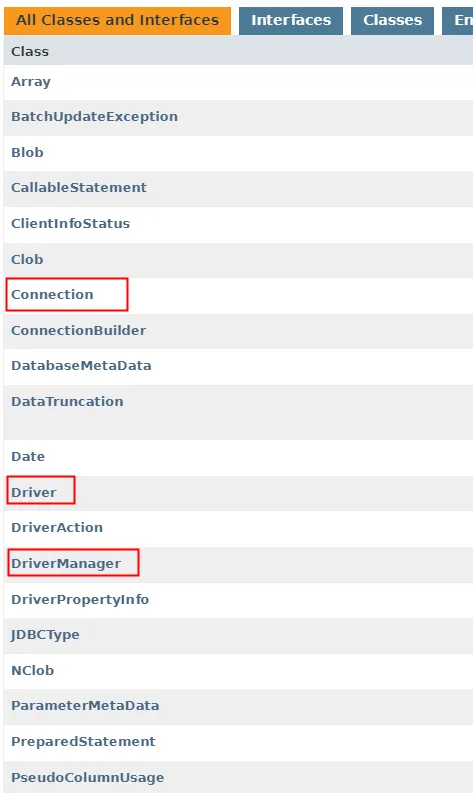 All Classes and Interfaces Interfaces Classes En
Class
Array
BatchUpdateException
Blob
CallableStatement
ClientInfoStatus
Clob
Connection
ConnectionBuilder
DatabaseMetaData
DataTruncation
Date
Driver
DriverAction
DriverManager
DriverPropertyInfo
JDBCType
NClob
ParameterMetaData
PreparedStatement
PseudoColumnUsage